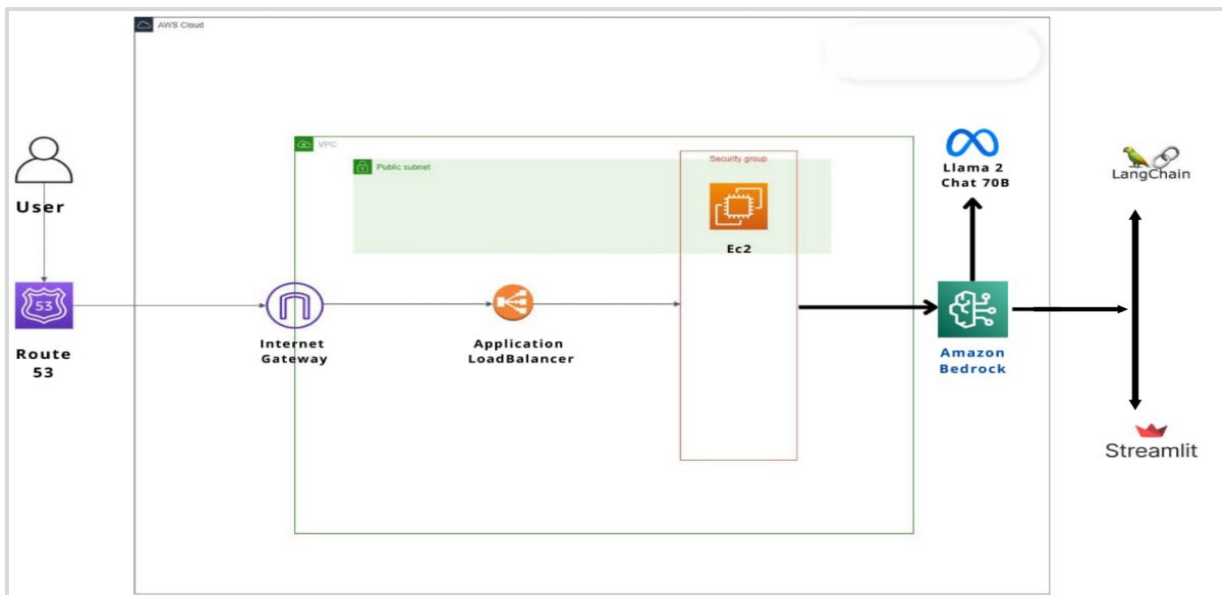 AWS Cloud
VPC
Public subnet
Security group
Ec2
User
53
Route
53
Internet
Gateway
Application
LoadBalancer
Llama 2
Chat 70B
Amazon
Bedrock
LangChain
Streamlit